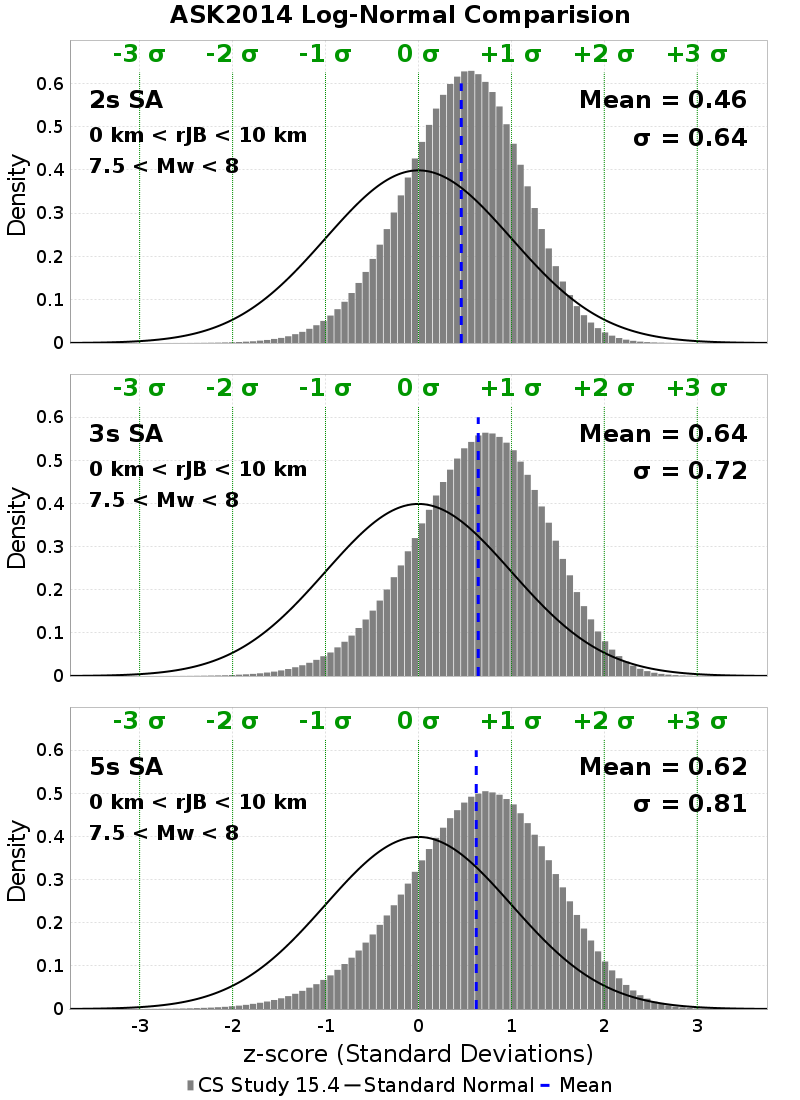 ASK2014 Log-Normal Comparision
-3 σ -2 σ -1 σ 0 σ +1 σ +2 σ +3 σ
2s SA
0 km < rJB < 10 km
7.5 < Mw < 8
Mean = 0.46
σ = 0.64
Density
0.6
0.5
0.4
0.3
0.2
0.1
0
-3 σ -2 σ -1 σ 0 σ +1 σ +2 σ +3 σ
3s SA
0 km < rJB < 10 km
7.5 < Mw < 8
Mean = 0.64
σ = 0.72
Density
0.6
0.5
0.4
0.3
0.2
0.1
0
-3 σ -2 σ -1 σ 0 σ +1 σ +2 σ +3 σ
5s SA
0 km < rJB < 10 km
7.5 < Mw < 8
Mean = 0.62
σ = 0.81
Density
0.6
0.5
0.4
0.3
0.2
0.1
0
-3 -2 -1 0 1 2 3
z-score (Standard Deviations)
CS Study 15.4 Standard Normal Mean